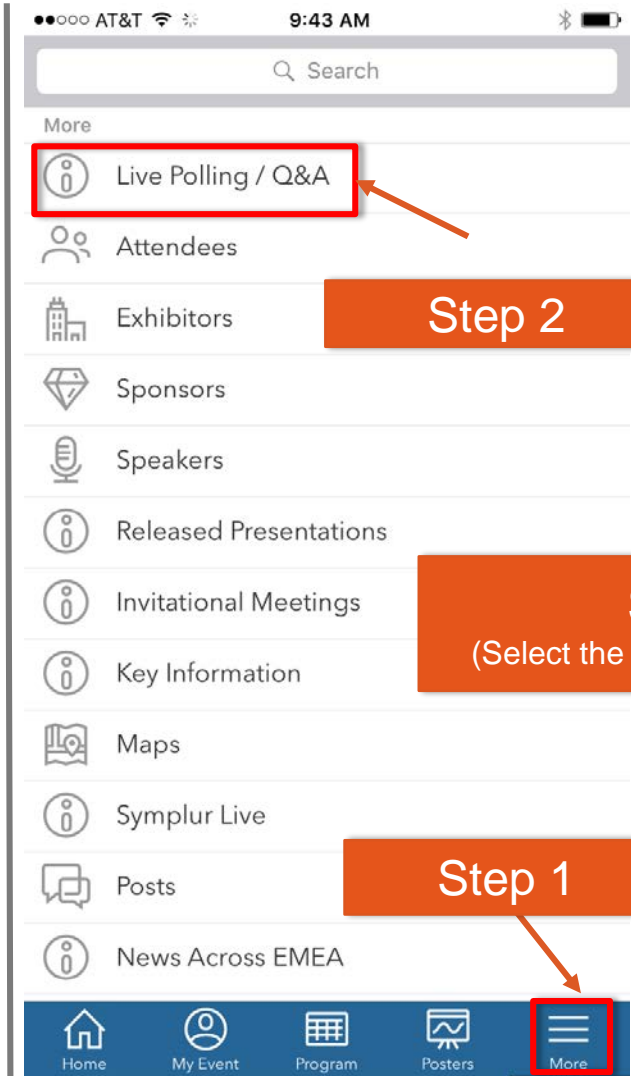 AT&T 9:43 AM
Search
More
Live Polling / Q&A
Attendees
Exhibitors
Step 2
Sponsors
Speakers
Released Presentations
Invitational Meetings
(Select the
Key Information
Maps
Symplur Live
Posts
Step 1
News Across EMEA
Home My Event Program Posters More